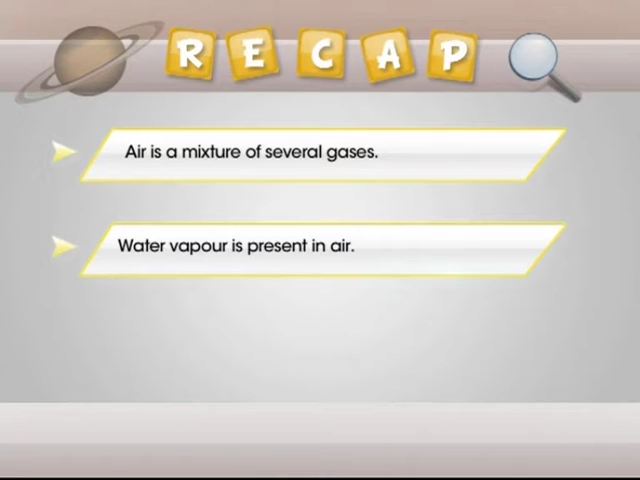 RECAP
Air is a mixture of several gases.
Water vapour is present in air.